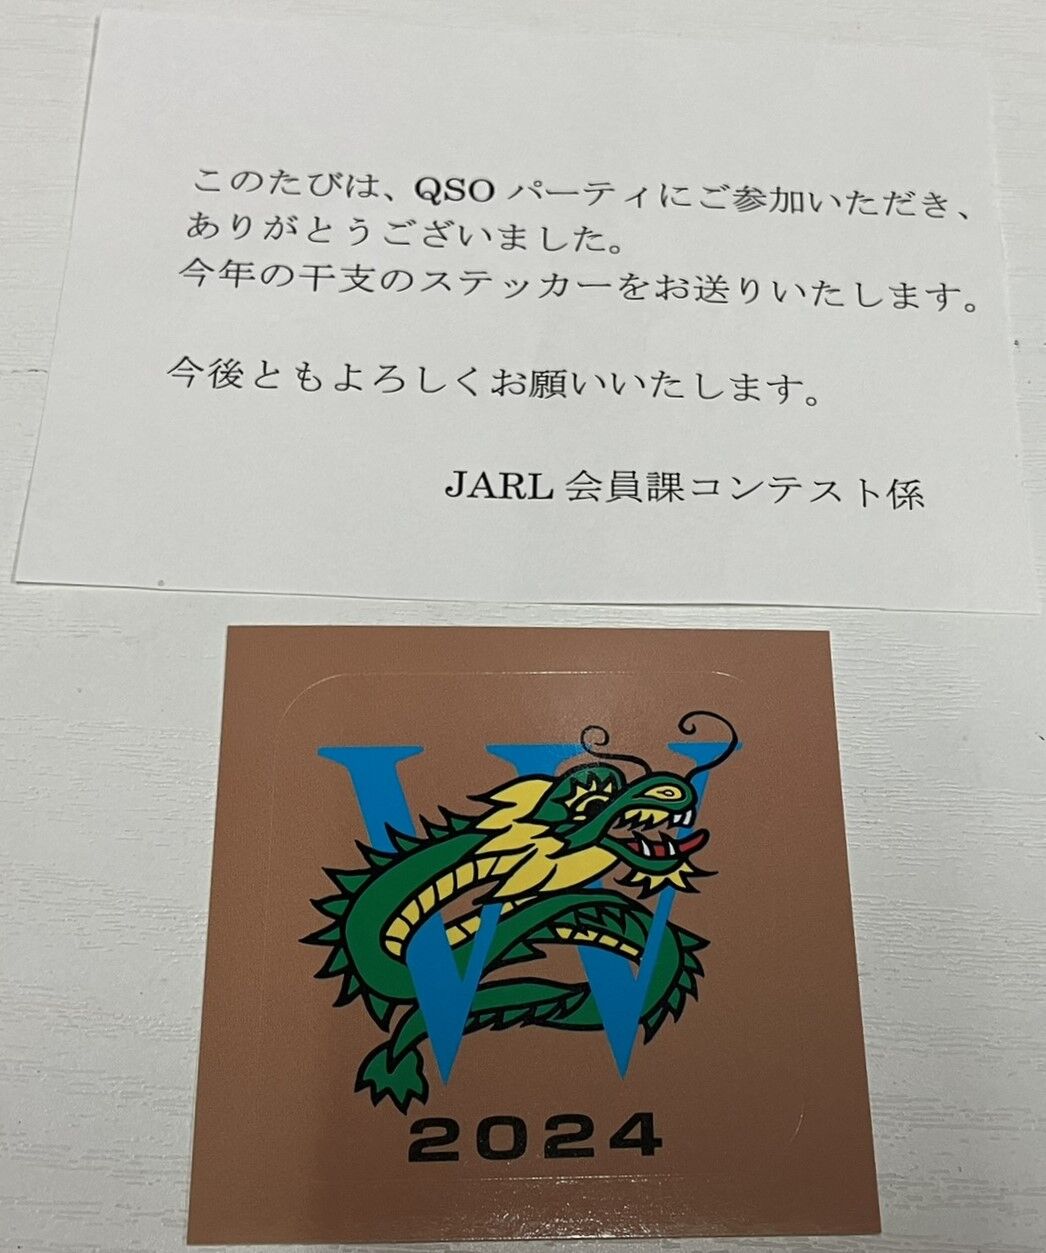 このたびは、QSO パーティにご参加いただき、
ありがとうございました。
今年の干支のステッカーをお送りいたします。
今後ともよろしくお願いいたします。
JARL 会員課コンテスト係
W
2024